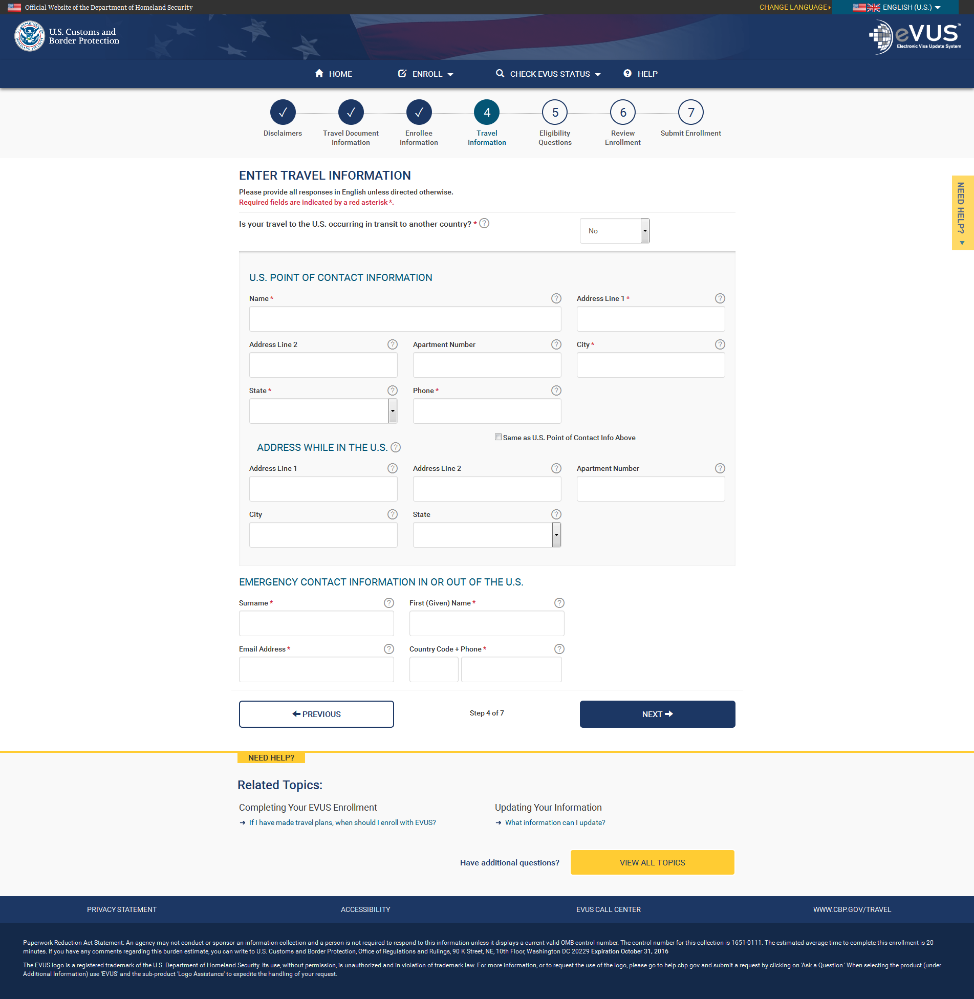 Official Website of the Department of Homeland Security
CHANGE LANGUAGE
ENGLISH (U.S.)
U.S. Customs and
Border Protection
eVUS™
Electronic Visa Update System
HOME
ENROLL
CHECK EVUS STATUS
HELP
✓ ✓ ✓ 4 5 6 7
Disclaimers
Travel Document
Information
Enrollee
Information
Travel
Information
Eligibility
Questions
Review
Enrollment
Submit Enrollment
ENTER TRAVEL INFORMATION
Please provide all responses in English unless directed otherwise.
Required fields are indicated by a red asterisk *.
NEED HELP?
Is your travel to the U.S. occurring in transit to another country? * ?
No
U.S. POINT OF CONTACT INFORMATION
Name * ?
Address Line 1 * ?
Address Line 2 ?
Apartment Number ?
City * ?
State * ?
Phone * ?
Same as U.S. Point of Contact Info Above
ADDRESS WHILE IN THE U.S. ?
Address Line 1 ?
Address Line 2 ?
Apartment Number ?
City ?
State ?
EMERGENCY CONTACT INFORMATION IN OR OUT OF THE U.S.
Surname * ?
First (Given) Name * ?
Email Address * ?
Country Code + Phone * ?
PREVIOUS
Step 4 of 7
NEXT
NEED HELP?
Related Topics:
Completing Your EVUS Enrollment
If I have made travel plans, when should I enroll with EVUS?
Updating Your Information
What information can I update?
Have additional questions?
VIEW ALL TOPICS
PRIVACY STATEMENT
ACCESSIBILITY
EVUS CALL CENTER
WWW.CBP.GOV/TRAVEL
Paperwork Reduction Act Statement: An agency may not conduct or sponsor an information collection and a person is not required to respond to this information unless it displays a current valid OMB control number. The control number for this collection is 1651-0111. The estimated average time to complete this enrollment is 20
minutes. If you have any comments regarding this burden estimate, you can write to U.S. Customs and Border Protection, Office of Regulations and Rulings, 90 K Street, NE, 10th Floor, Washington DC 20229 Expiration October 31, 2016
The EVUS logo is a registered trademark of the U.S. Department of Homeland Security. Its use, without permission, is unauthorized and in violation of trademark law. For more information, or to request the use of the logo, please go to help.cbp.gov and submit a request by clicking on 'Ask a Question.' When selecting the product (under
Additional Information) use 'EVUS' and the sub-product 'Logo Assistance' to expedite the handling of your request.